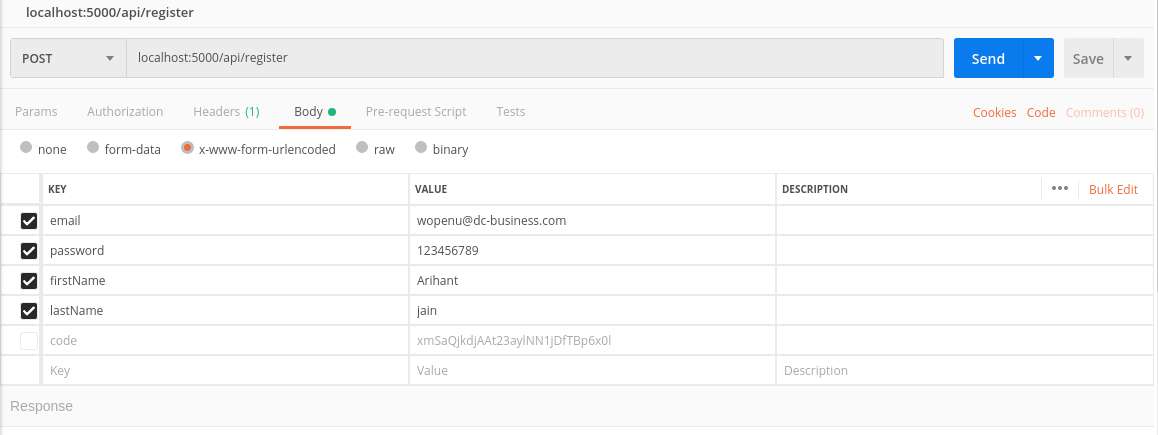 localhost:5000/api/register
POST localhost:5000/api/register Send Save
Params Authorization Headers (1) Body Pre-request Script Tests Cookies Code Comments (0)
none form-data x-www-form-urlencoded raw binary
KEY VALUE DESCRIPTION ••• Bulk Edit
email wopenu@dc-business.com
password 123456789
firstName Arihant
lastName jain
code xmSaQjkdjAAt23aylNN1jDfTBp6x0l
Key Value Description
Response